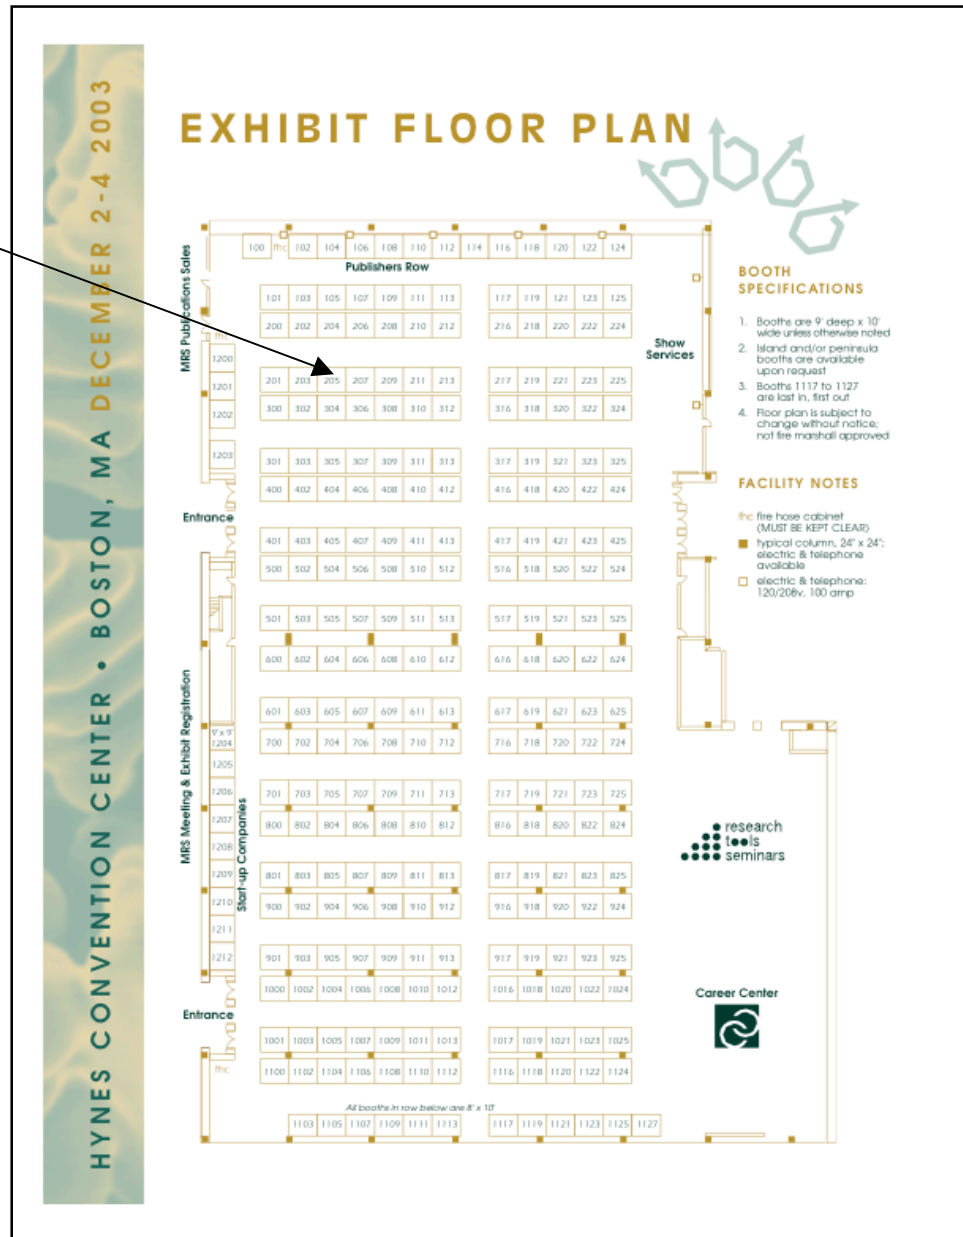 HYNES CONVENTION CENTER • BOSTON, MA DECEMBER 2-4 2003
EXHIBIT FLOOR PLAN
100 fhc 102 104 106 108 110 112 114 116 118 120 122 124
Publishers Row
MRS Publications Sales
101 103 105 107 109 111 113 117 119 121 123 125
200 202 204 206 208 210 212 216 218 220 222 224
fhc
1200
1201
1202
1203
Show
Services
201 203 205 207 209 211 213 217 219 221 223 225
300 302 304 306 308 310 312 316 318 320 322 324
301 303 305 307 309 311 313 317 319 321 323 325
400 402 404 406 408 410 412 416 418 420 422 424
Entrance
401 403 405 407 409 411 413 417 419 421 423 425
500 502 504 506 508 510 512 516 518 520 522 524
501 503 505 507 509 511 513 517 519 521 523 525
600 602 604 606 608 610 612 616 618 620 622 624
601 603 605 607 609 611 613 617 619 621 623 625
700 702 704 706 708 710 712 716 718 720 722 724
MRS Meeting & Exhibit Registration
9' x 9'
1204
1205
1206
1207
1208
1209
1210
1211
1212
Start-up Companies
701 703 705 707 709 711 713 717 719 721 723 725
800 802 804 806 808 810 812 816 818 820 822 824
801 803 805 807 809 811 813 817 819 821 823 825
900 902 904 906 908 910 912 916 918 920 922 924
901 903 905 907 909 911 913 917 919 921 923 925
1000 1002 1004 1006 1008 1010 1012 1016 1018 1020 1022 1024
Entrance
fhc
1001 1003 1005 1007 1009 1011 1013 1017 1019 1021 1023 1025
1100 1102 1104 1106 1108 1110 1112 1116 1118 1120 1122 1124
All booths in row below are 8' x 10'
1103 1105 1107 1109 1111 1113 1117 1119 1121 1123 1125 1127
BOOTH
SPECIFICATIONS
1. Booths are 9' deep x 10'
wide unless otherwise noted
2. Island and/or peninsula
booths are available
upon request
3. Booths 1117 to 1127
are last in, first out
4. Floor plan is subject to
change without notice;
not fire marshall approved
FACILITY NOTES
fhc fire hose cabinet
(MUST BE KEPT CLEAR)
typical column, 24" x 24";
electric & telephone
available
electric & telephone:
120/208v, 100 amp
research
tools
seminars
Career Center